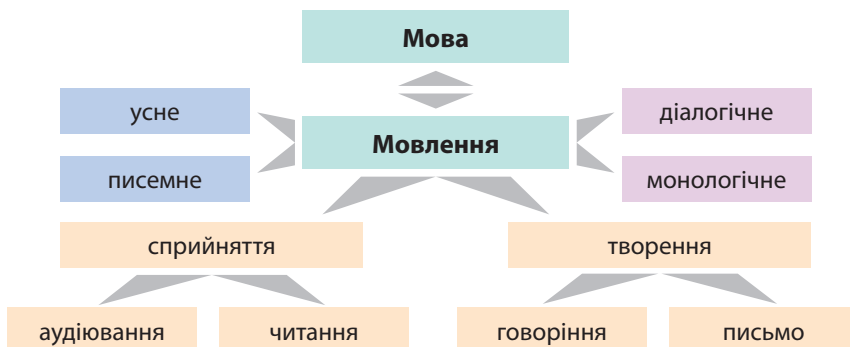 Мова
усне
діалогічне
Мовлення
писемне
монологічне
сприйняття
творення
аудіювання
читання
говоріння
письмо